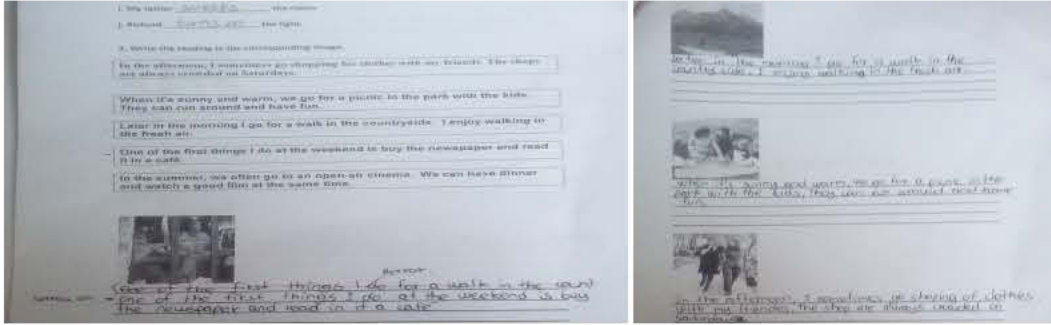 i. My father the
j. Richard switches on the light.
3. Write the reading to the corresponding image.
In the afternoon, I sometimes go shopping for clothes with my friends. The shops
are always crowded on Saturdays.
When it's sunny and warm, we go for a picnic in the park with the kids.
They can run around and have fun.
Later in the morning I go for a walk in the countryside. I enjoy walking in
the fresh air.
One of the first things I do at the weekend is buy the newspaper and read
it in a café.
In the summer, we often go to an open-air cinema. We can have dinner
and watch a good film at the same time.
of the first things I do for a walk in the
one of the first things I do at the weekend is buy
the newspaper and read in it a cafe
in the morning I go for a walk in the
I enjoy walking in the fresh air
When it's sunny and warm, we go for a picnic in the
park with the kids, they can run around and have
fun.
In the afternoon, I sometimes go of clothes
with my friends, the shop are always in